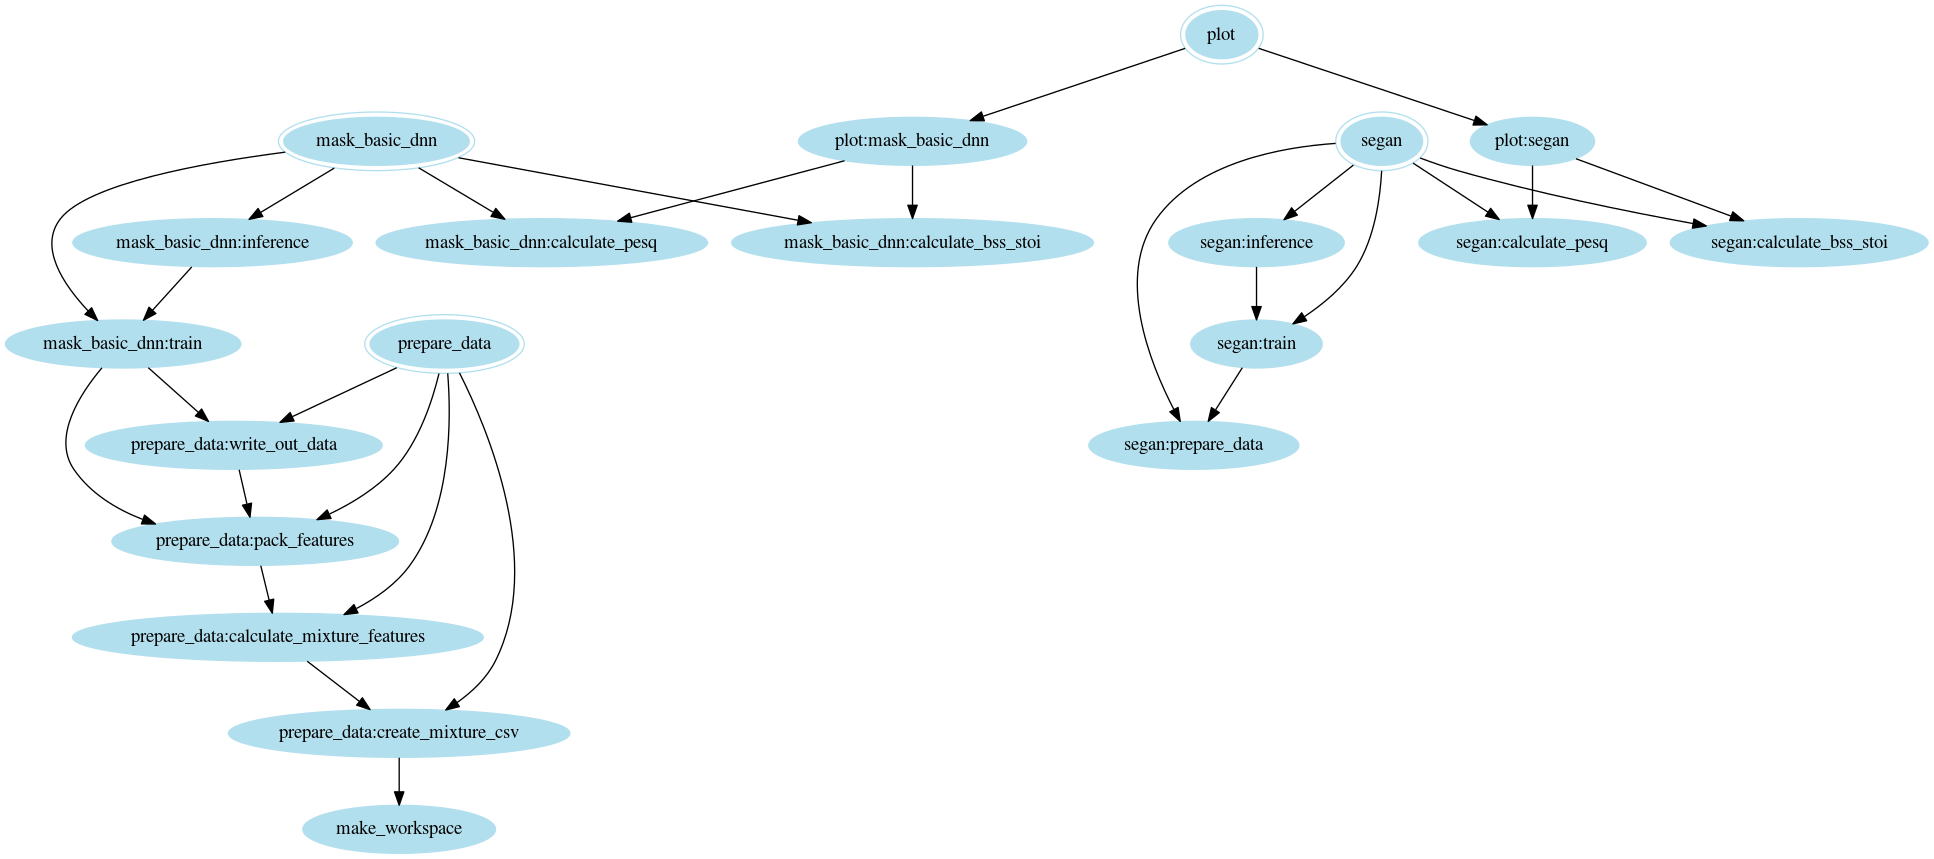 plot
mask_basic_dnn
plot:mask_basic_dnn
segan
plot:segan
mask_basic_dnn:inference
mask_basic_dnn:calculate_pesq
mask_basic_dnn:calculate_bss_stoi
segan:inference
segan:calculate_pesq
segan:calculate_bss_stoi
mask_basic_dnn:train
prepare_data
segan:train
prepare_data:write_out_data
segan:prepare_data
prepare_data:pack_features
prepare_data:calculate_mixture_features
prepare_data:create_mixture_csv
make_workspace